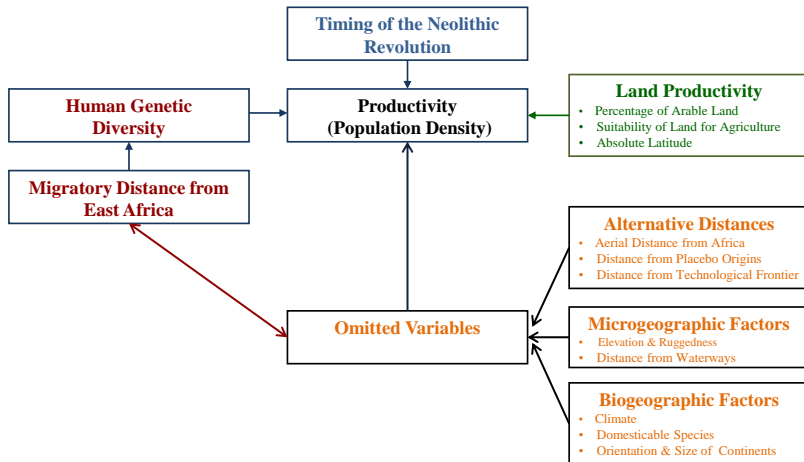 Timing of the Neolithic
Revolution
Human Genetic
Diversity
Productivity
(Population Density)
Land Productivity
• Percentage of Arable Land
• Suitability of Land for Agriculture
• Absolute Latitude
Migratory Distance from
East Africa
Alternative Distances
• Aerial Distance from Africa
• Distance from Placebo Origins
• Distance from Technological Frontier
Omitted Variables
Microgeographic Factors
• Elevation & Ruggedness
• Distance from Waterways
Biogeographic Factors
• Climate
• Domesticable Species
• Orientation & Size of Continents